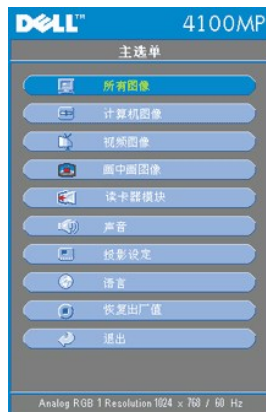 DELL™ 4100MP
主选单
所有图像
计算机图像
视频图像
画中画图像
读卡器模块
声音
投影设定
语言
恢复出厂值
退出
Analog RGB 1 Resolution 1024 x 768 / 60 Hz